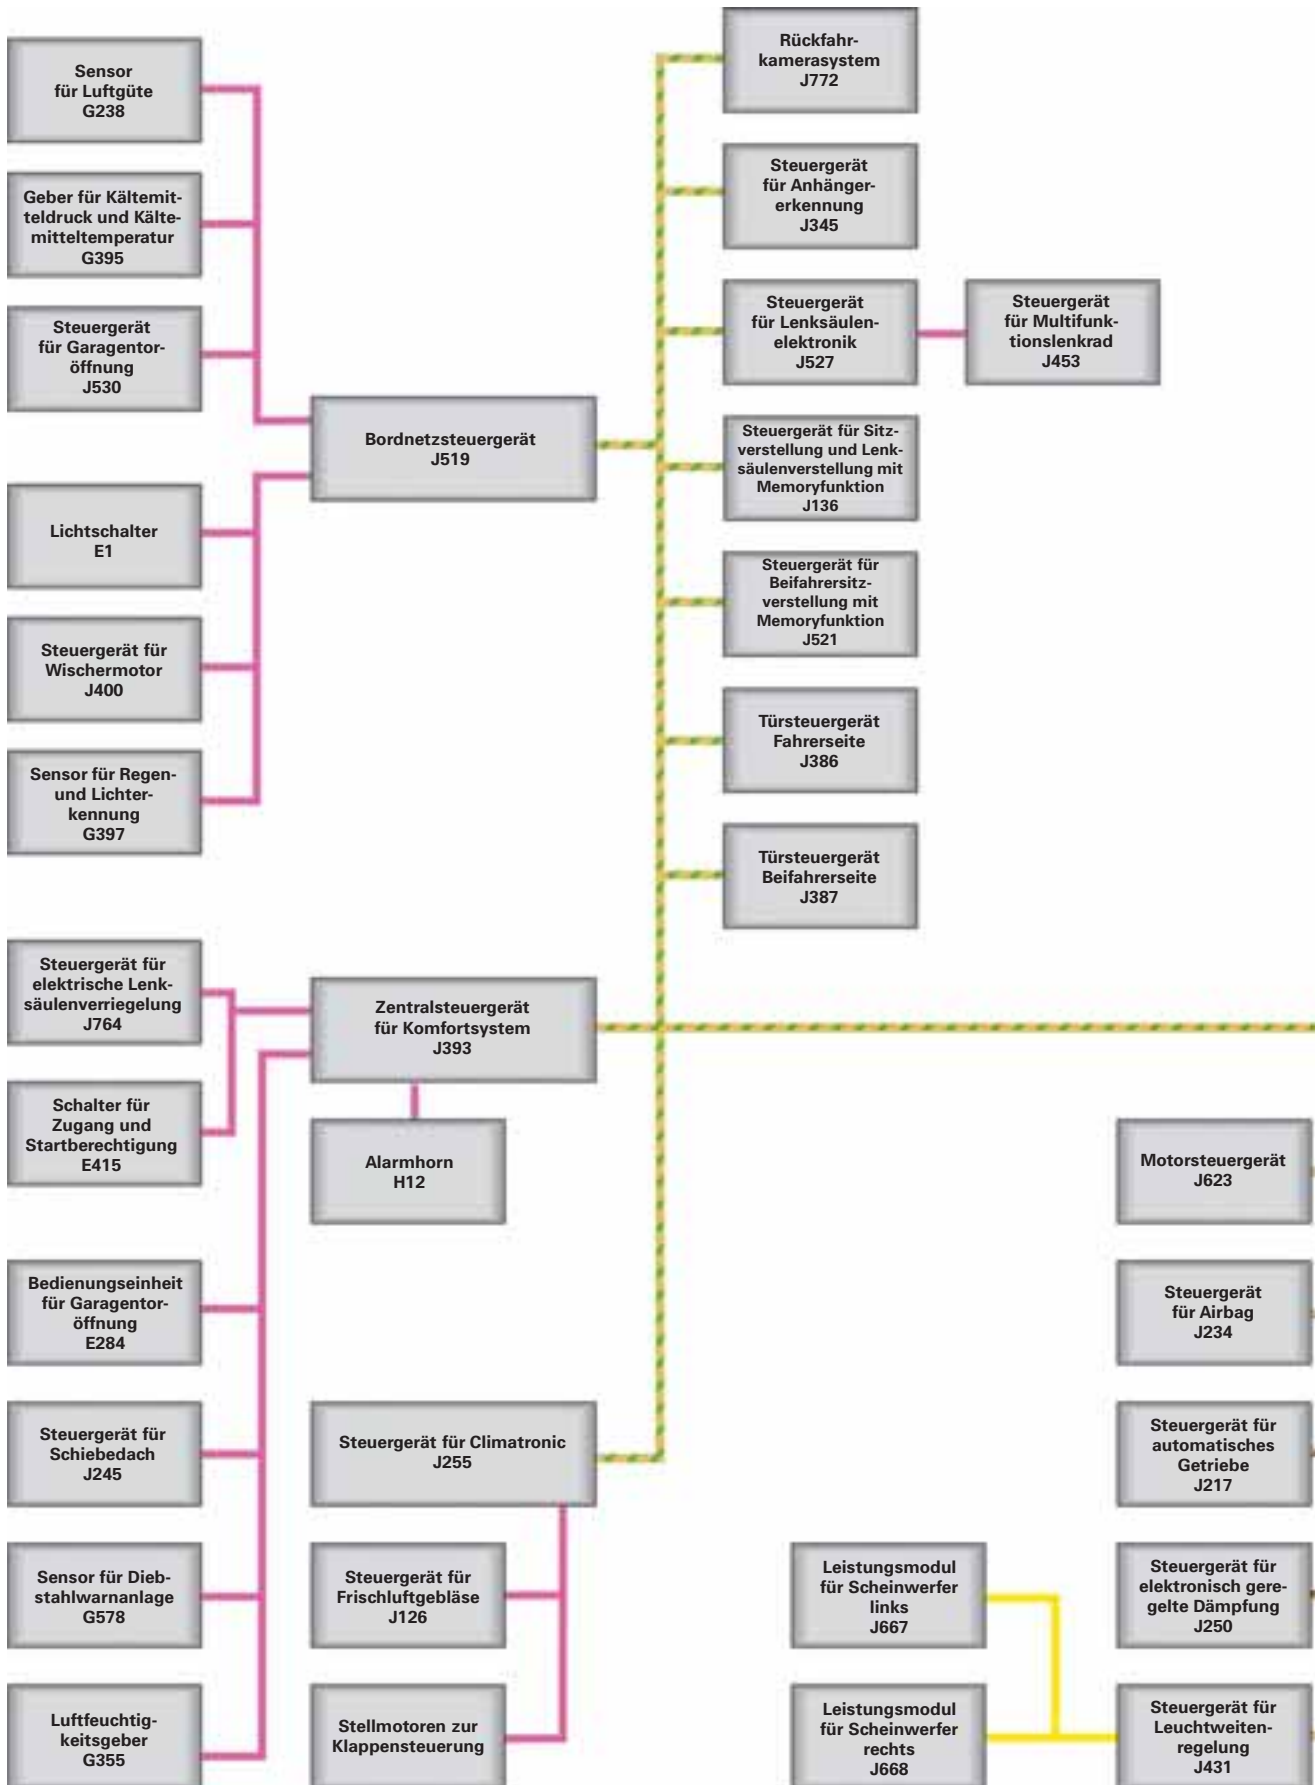 Sensor
für Luftgüte
G238
Geber für Kältemit-
teldruck und Kälte-
mitteltemperatur
G395
Steuergerät
für Garagentor-
öffnung
J530
Lichtschalter
E1
Steuergerät für
Wischermotor
J400
Sensor für Regen-
und Lichter-
kennung
G397
Bordnetzsteuergerät
J519
Rückfahr-
kamerasystem
J772
Steuergerät
für Anhänger-
erkennung
J345
Steuergerät
für Lenksäulen-
elektronik
J527
Steuergerät
für Multifunk-
tionslenkrad
J453
Steuergerät für Sitz-
verstellung und Lenk-
säulenverstellung mit
Memoryfunktion
J136
Steuergerät für
Beifahrersitz-
verstellung mit
Memoryfunktion
J521
Türsteuergerät
Fahrerseite
J386
Türsteuergerät
Beifahrerseite
J387
Steuergerät für
elektrische Lenk-
säulenverriegelung
J764
Schalter für
Zugang und
Startberechtigung
E415
Zentralsteuergerät
für Komfortsystem
J393
Alarmhorn
H12
Bedienungseinheit
für Garagentor-
öffnung
E284
Steuergerät für
Schiebedach
J245
Sensor für Dieb-
stahlwarnanlage
G578
Luftfeuchtig-
keitsgeber
G355
Steuergerät für Climatronic
J255
Steuergerät für
Frischluftgebläse
J126
Stellmotoren zur
Klappensteuerung
Motorsteuergerät
J623
Steuergerät
für Airbag
J234
Steuergerät für
automatisches
Getriebe
J217
Leistungsmodul
für Scheinwerfer
links
J667
Steuergerät für
elektronisch gere-
gelte Dämpfung
J250
Leistungsmodul
für Scheinwerfer
rechts
J668
Steuergerät für
Leuchtweiten-
regelung
J431